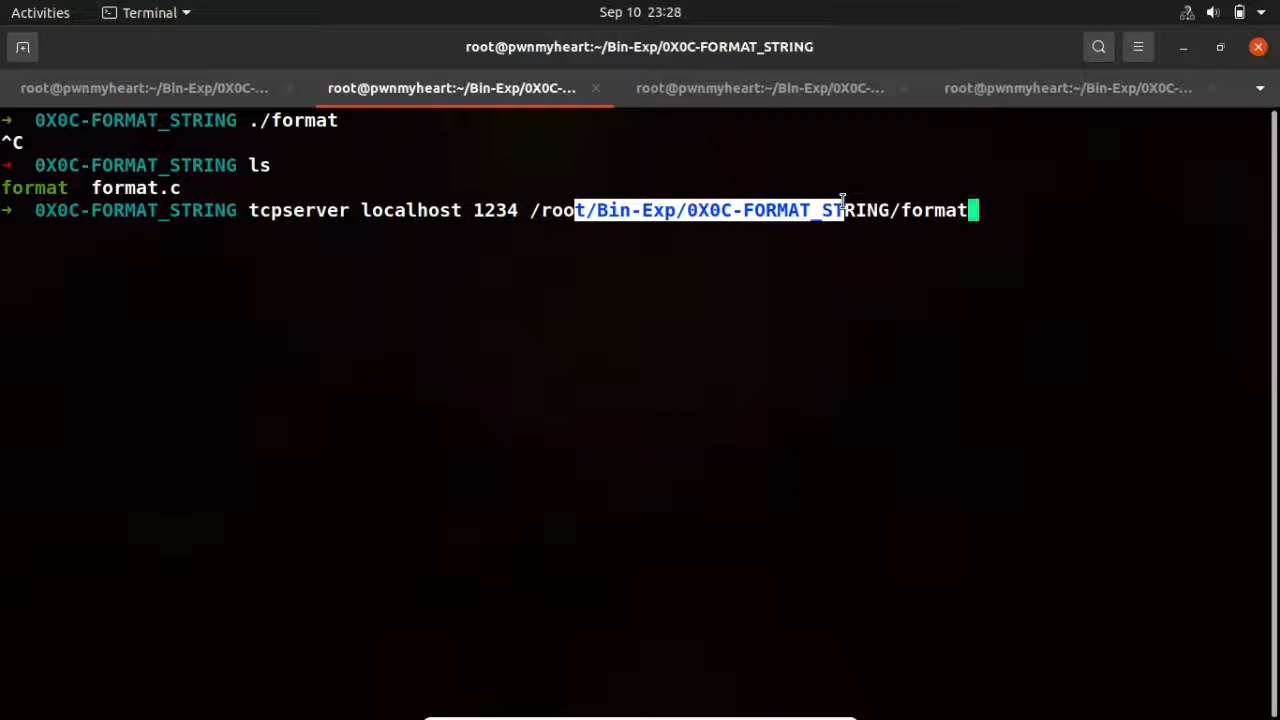 Activities Terminal Sep 10 23:28
root@pwnmyheart:~/Bin-Exp/0X0C-FORMAT_STRING
root@pwnmyheart:~/Bin-Exp/0X0C-... root@pwnmyheart:~/Bin-Exp/0X0C-... root@pwnmyheart:~/Bin-Exp/0X0C-... root@pwnmyheart:~/Bin-Exp/0X0C-...
→ 0X0C-FORMAT_STRING ./format
^C
→ 0X0C-FORMAT_STRING ls
format format.c
→ 0X0C-FORMAT_STRING tcpserver localhost 1234 /root/Bin-Exp/0X0C-FORMAT_STRING/format